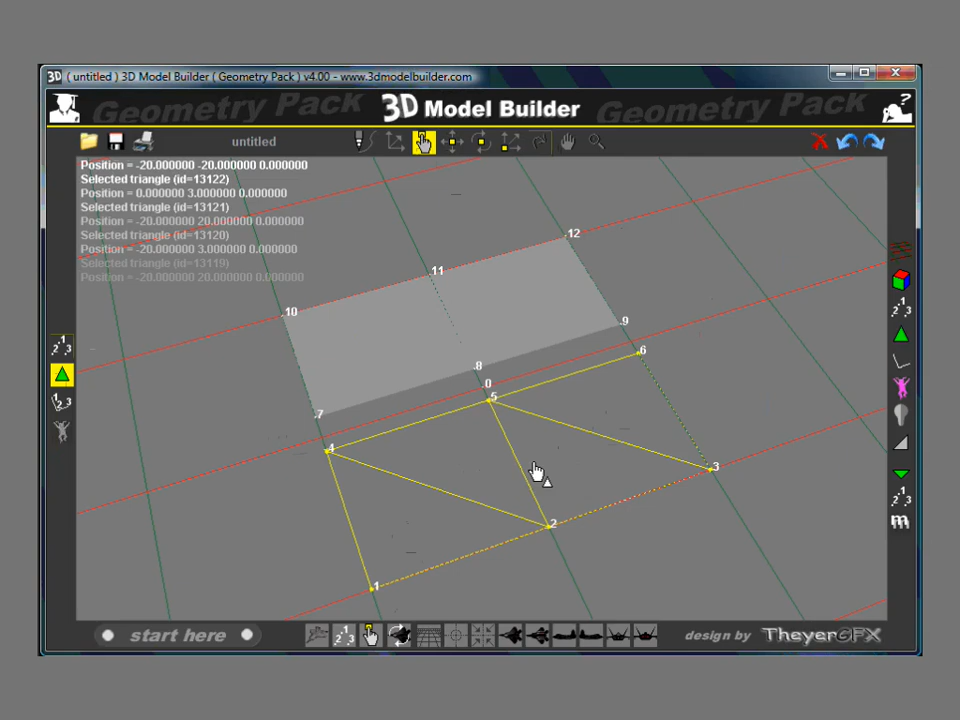 ( untitled ) 3D Model Builder ( Geometry Pack ) v4.00 - www.3dmodelbuilder.com
Geometry Pack 3D Model Builder Geometry Pack
untitled
Position = -20.000000 -20.000000 0.000000
Selected triangle (id=13122)
Position = 0.000000 3.000000 0.000000
Selected triangle (id=13121)
Position = -20.000000 20.000000 0.000000
Selected triangle (id=13120)
Position = -20.000000 3.000000 0.000000
Selected triangle (id=13119)
Position = -20.000000 20.000000 0.000000
12
11
10
9
8
6
0
5
7
4
3
2
1
m
start here
design by TheyerGFX